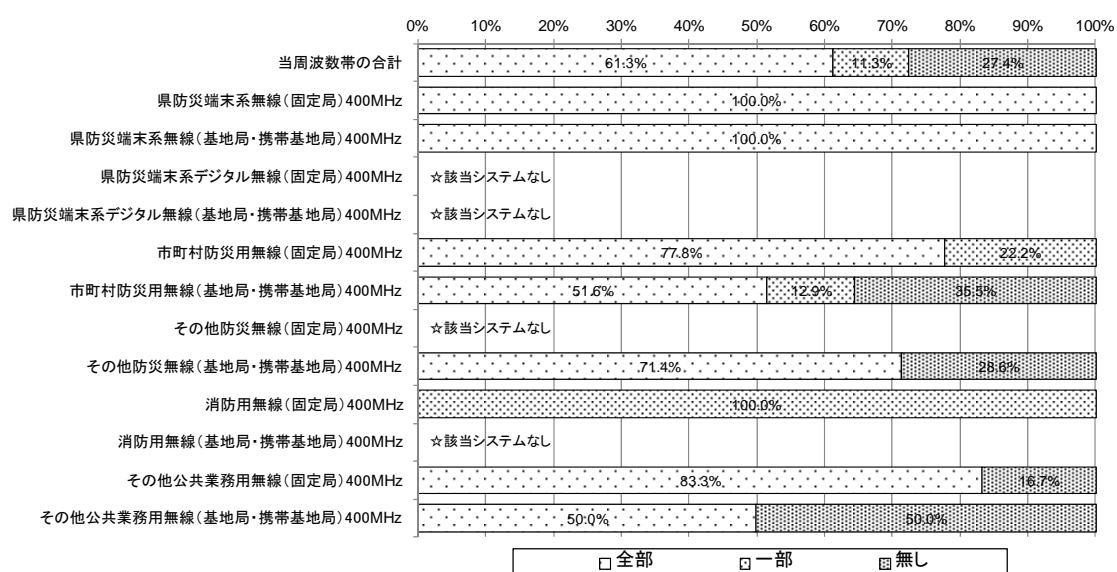 0% 10% 20% 30% 40% 50% 60% 70% 80% 90% 100%
当周波数帯の合計 61.3% 11.3% 27.4%
県防災端末系無線(固定局)400MHz 100.0%
県防災端末系無線(基地局・携帯基地局)400MHz 100.0%
県防災端末系デジタル無線(固定局)400MHz ☆該当システムなし
県防災端末系デジタル無線(基地局・携帯基地局)400MHz ☆該当システムなし
市町村防災用無線(固定局)400MHz 77.8% 22.2%
市町村防災用無線(基地局・携帯基地局)400MHz 51.6% 12.9% 35.5%
その他防災無線(固定局)400MHz ☆該当システムなし
その他防災無線(基地局・携帯基地局)400MHz 71.4% 28.6%
消防用無線(固定局)400MHz 100.0%
消防用無線(基地局・携帯基地局)400MHz ☆該当システムなし
その他公共業務用無線(固定局)400MHz 83.3% 16.7%
その他公共業務用無線(基地局・携帯基地局)400MHz 50.0% 50.0%
全部 一部 無し